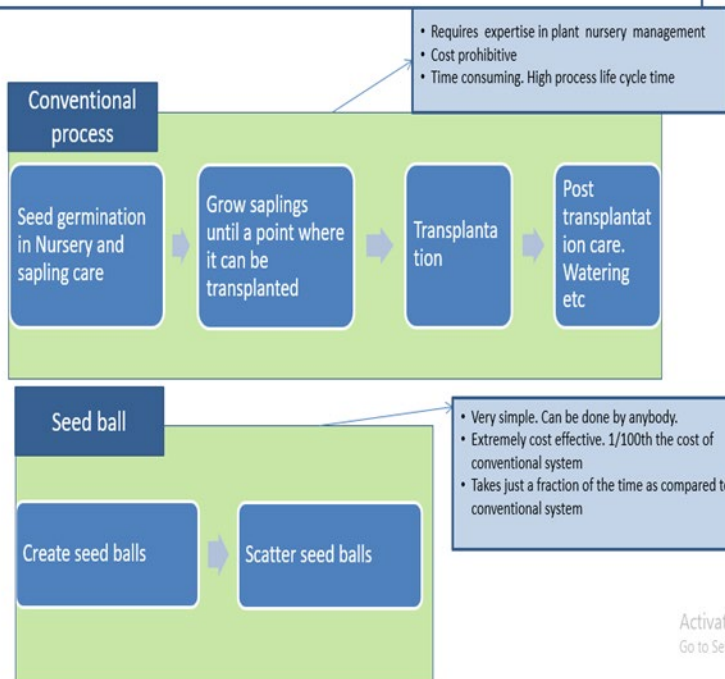 • Requires expertise in plant nursery management
• Cost prohibitive
• Time consuming. High process life cycle time
Conventional
process
Seed germination
in Nursery and
sapling care
Grow saplings
until a point where
it can be
transplanted
Transplanta
tion
Post
transplantat
ion care.
Watering
etc
Seed ball
• Very simple. Can be done by anybody.
• Extremely cost effective. 1/100th the cost of
conventional system
• Takes just a fraction of the time as compared to
conventional system
Create seed balls
Scatter seed balls
Activat
Go to Se